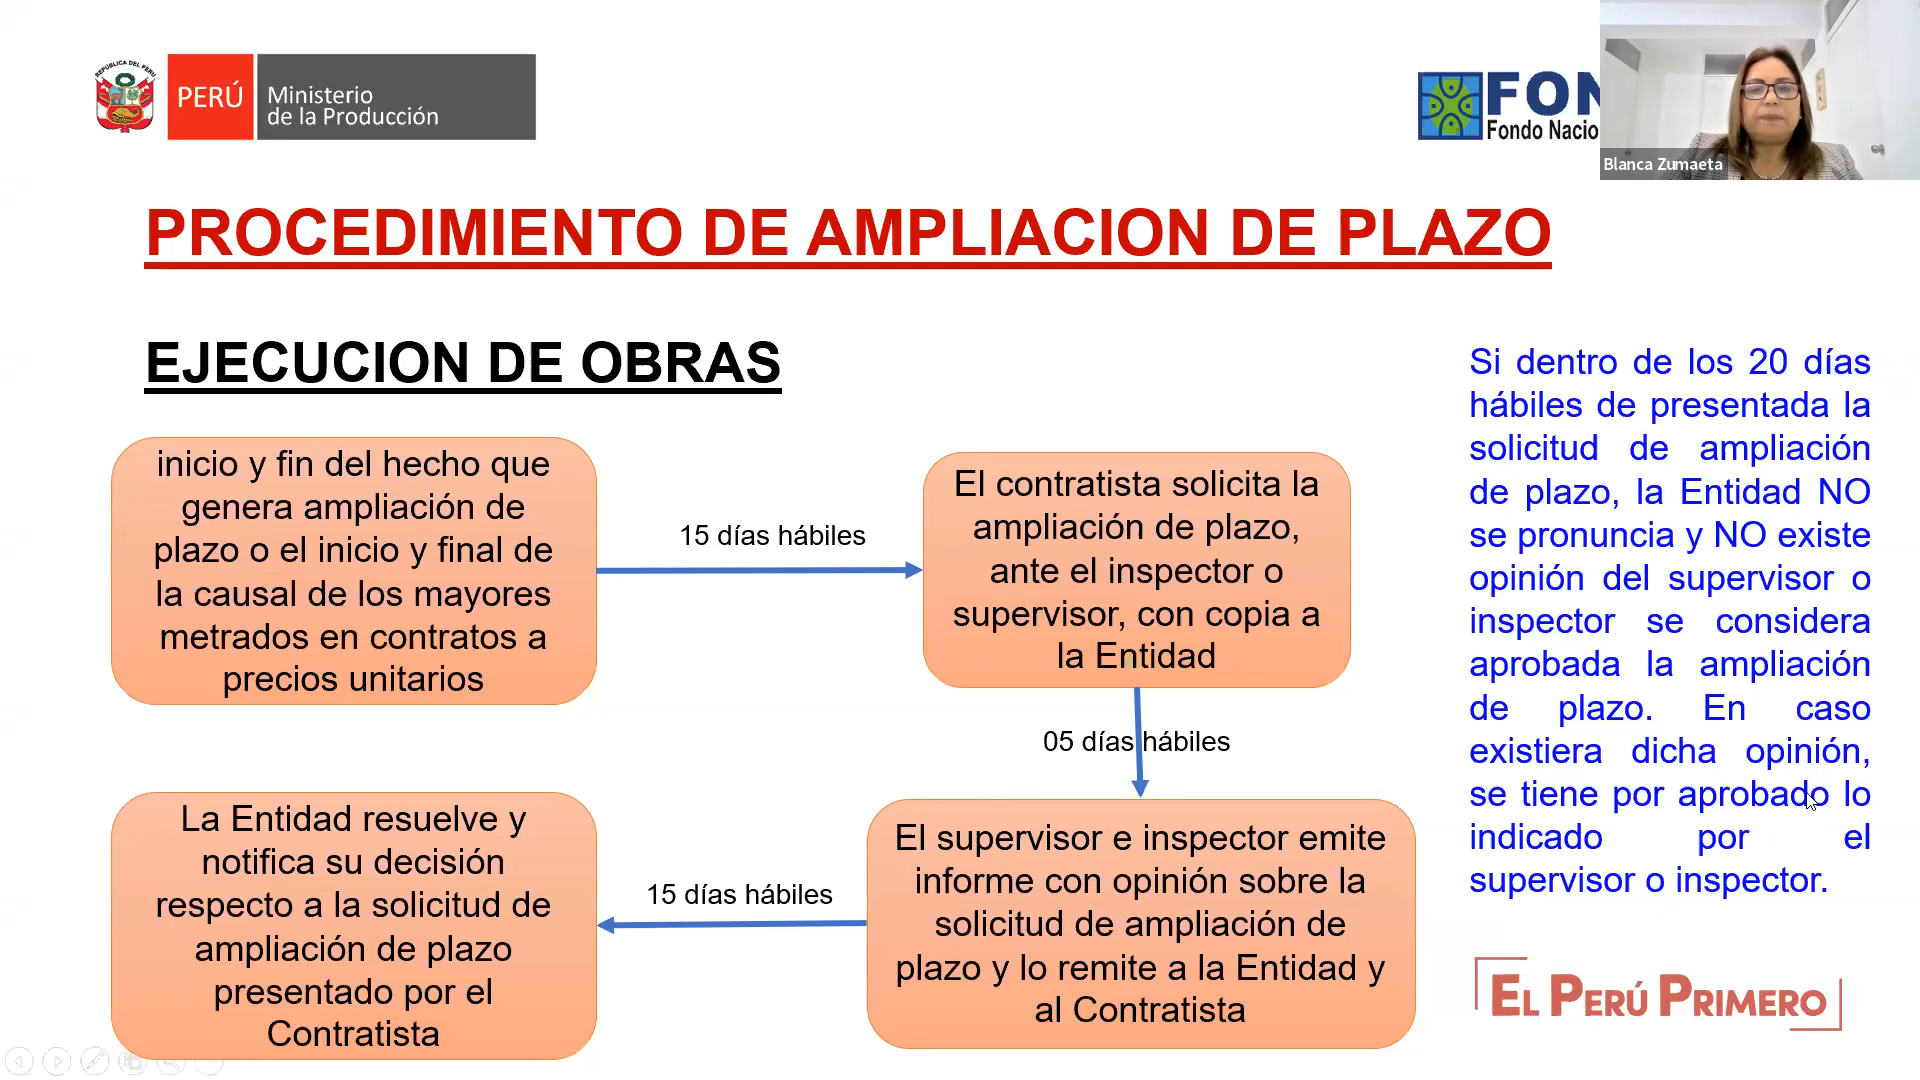 REPÚBLICA DEL PERÚ
PERÚ
Ministerio
de la Producción
Fondo
Blanca Zumaeta
PROCEDIMIENTO DE AMPLIACION DE PLAZO
EJECUCION DE OBRAS
inicio y fin del hecho que
genera ampliación de
plazo o el inicio y final de
la causal de los mayores
metrados en contratos a
precios unitarios
15 días hábiles
El contratista solicita la
ampliación de plazo,
ante el inspector o
supervisor, con copia a
la Entidad
05 días hábiles
El supervisor e inspector emite
informe con opinión sobre la
solicitud de ampliación de
plazo y lo remite a la Entidad y
al Contratista
15 días hábiles
La Entidad resuelve y
notifica su decisión
respecto a la solicitud de
ampliación de plazo
presentado por el
Contratista
Si dentro de los 20 días
hábiles de presentada la
solicitud de ampliación
de plazo, la Entidad NO
se pronuncia y NO existe
opinión del supervisor o
inspector se considera
aprobada la ampliación
de plazo. En caso
existiera dicha opinión,
se tiene por aprobado lo
indicado por el
supervisor o inspector.
EL PERÚ PRIMERO